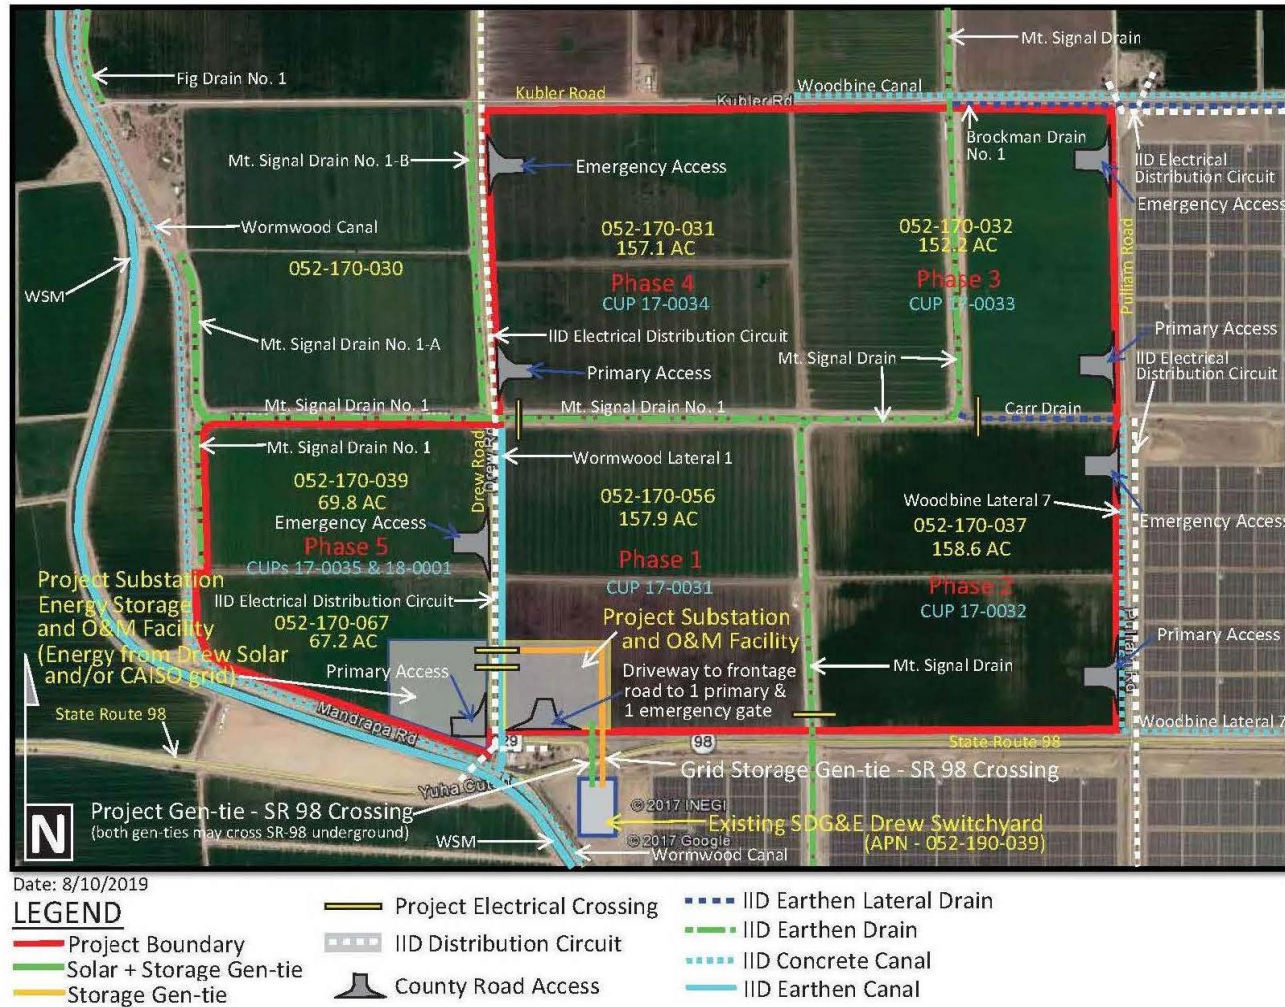 Mt. Signal Drain
Fig Drain No. 1
Woodbine Canal
Kubler Road
Kubler Rd
Mt. Signal Drain No. 1-B
Emergency Access
Brockman Drain
No. 1
IID Electrical
Distribution Circuit
Emergency Access
Wormwood Canal
052-170-031
157.1 AC
052-170-032
152.2 AC
052-170-030
Pulliam Road
Phase 4
CUP 17-0034
Phase 3
CUP 17-0033
WSM
Mt. Signal Drain No. 1-A
IID Electrical Distribution Circuit
Primary Access
Mt. Signal Drain
Primary Access
IID Electrical
Distribution Circuit
Mt. Signal Drain No. 1
Mt. Signal Drain No. 1
Carr Drain
Mt. Signal Drain No. 1
Drew Road
Drew Rd
Wormwood Lateral 1
052-170-039
69.8 AC
052-170-056
157.9 AC
Woodbine Lateral 7
052-170-037
158.6 AC
Emergency Access
Emergency Access
Phase 5
CUPs 17-0035 & 18-0001
Phase 1
CUP 17-0031
Phase 2
CUP 17-0032
Project Substation
Energy Storage
and O&M Facility
(Energy from Drew Solar
and/or CAISO grid)
IID Electrical Distribution Circuit
052-170-067
67.2 AC
Project Substation
and O&M Facility
Pulliam Rd
Primary Access
Primary Access
Driveway to frontage
road to 1 primary &
1 emergency gate
Mt. Signal Drain
State Route 98
Mandrapa Rd
Woodbine Lateral 7
29
98
State Route 98
Grid Storage Gen-tie - SR 98 Crossing
Yuha Cutoff
Project Gen-tie - SR 98 Crossing
(both gen-ties may cross SR-98 underground)
© 2017 INEGI
Existing SDG&E Drew Switchyard
(APN - 052-190-039)
© 2017 Google
WSM
Wormwood Canal
N
Date: 8/10/2019
LEGEND
Project Boundary
Solar + Storage Gen-tie
Storage Gen-tie
Project Electrical Crossing
IID Distribution Circuit
County Road Access
IID Earthen Lateral Drain
IID Earthen Drain
IID Concrete Canal
IID Earthen Canal